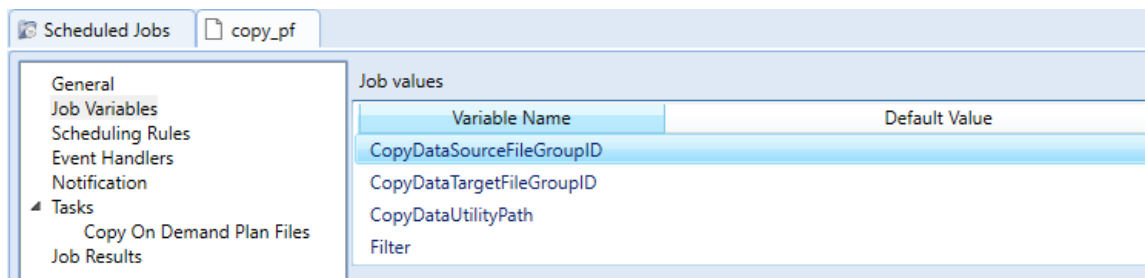 Scheduled Jobs copy_pf
General
Job Variables
Scheduling Rules
Event Handlers
Notification
Tasks
Copy On Demand Plan Files
Job Results
Job values
Variable Name Default Value
CopyDataSourceFileGroupID
CopyDataTargetFileGroupID
CopyDataUtilityPath
Filter